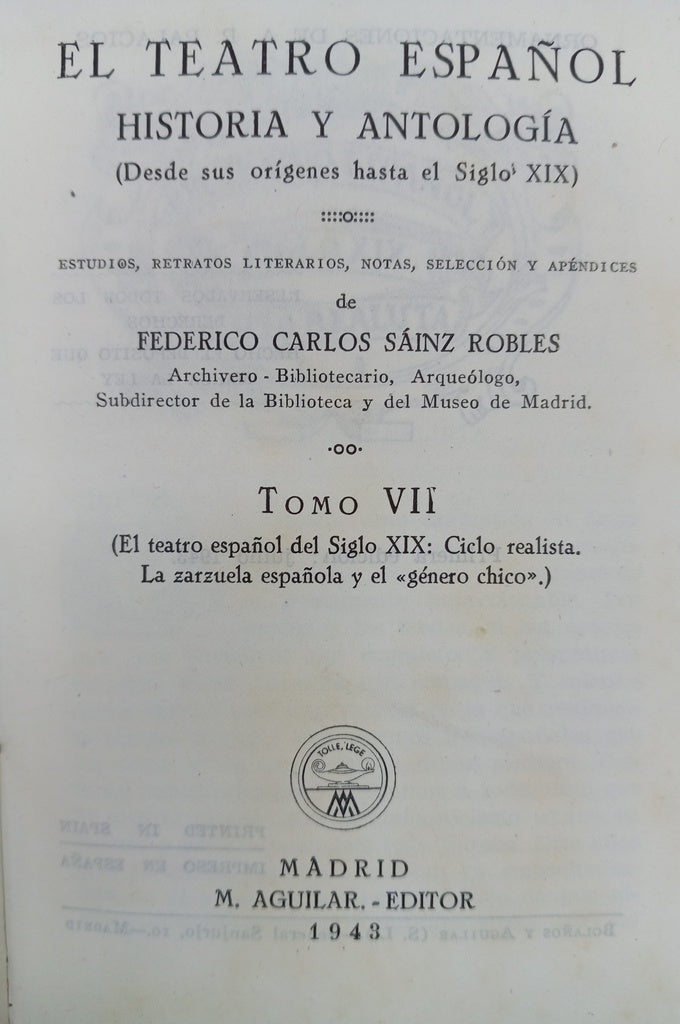 EL TEATRO ESPAÑOL
HISTORIA Y ANTOLOGÍA
(Desde sus orígenes hasta el Siglo XIX)
::::o::::
ESTUDIOS, RETRATOS LITERARIOS, NOTAS, SELECCIÓN Y APÉNDICES
de
FEDERICO CARLOS SÁINZ ROBLES
Archivero - Bibliotecario, Arqueólogo,
Subdirector de la Biblioteca y del Museo de Madrid.
·oo·
TOMO VII
(El teatro español del Siglo XIX: Ciclo realista.
La zarzuela española y el «género chico».)
TOLLE, LEGE
MADRID
M. AGUILAR. - EDITOR
1943